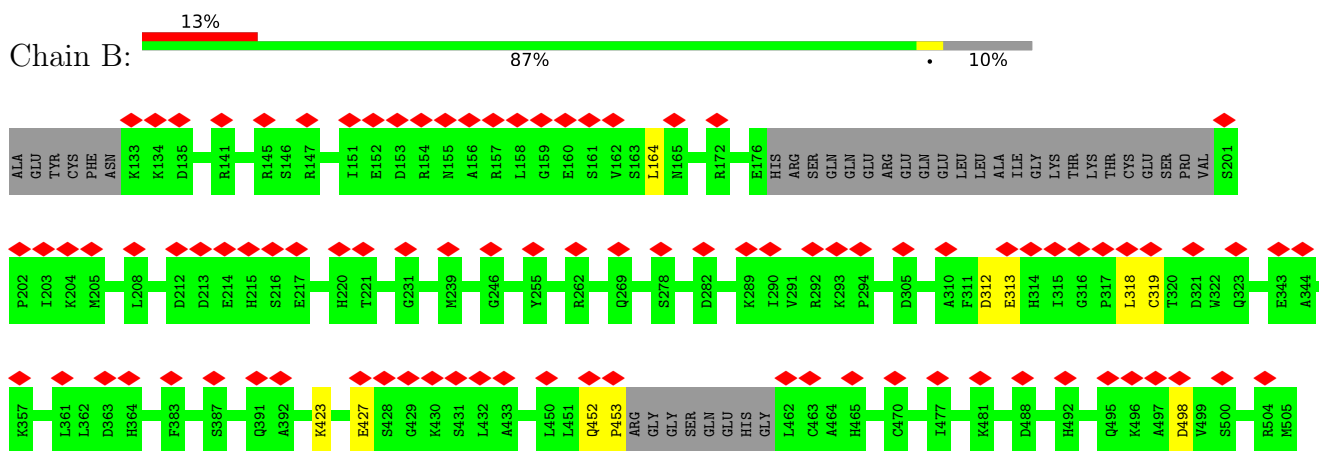 13%
Chain B:
87% • 10%
ALA GLU TYR CYS PHE ASN K133 K134 D135 R141 R145 S146 R147 I151 E152 D153 R154 N155 A156 R157 L158 G159 E160 S161 V162 S163 L164 N165 R172 E176 HIS ARG SER GLN GLN GLU ARG GLU GLN GLU LEU LEU ALA ILE GLY LYS THR LYS THR CYS GLU SER PRO VAL S201
P202 I203 K204 M205 L208 D212 D213 E214 H215 S216 E217 H220 T221 G231 M239 G246 Y255 R262 Q269 S278 D282 K289 I290 V291 R292 K293 P294 D305 A310 F311 D312 E313 H314 I315 G316 P317 L318 C319 T320 D321 W322 Q323 E343 A344
K357 L361 L362 D363 H364 F383 S387 Q391 A392 K423 E427 S428 G429 K430 S431 L432 A433 L450 L451 Q452 P453 ARG GLY GLY SER GLN GLU HIS GLY L462 C463 A464 H465 C470 I477 K481 D488 H492 Q495 K496 A497 D498 V499 S500 R504 M505